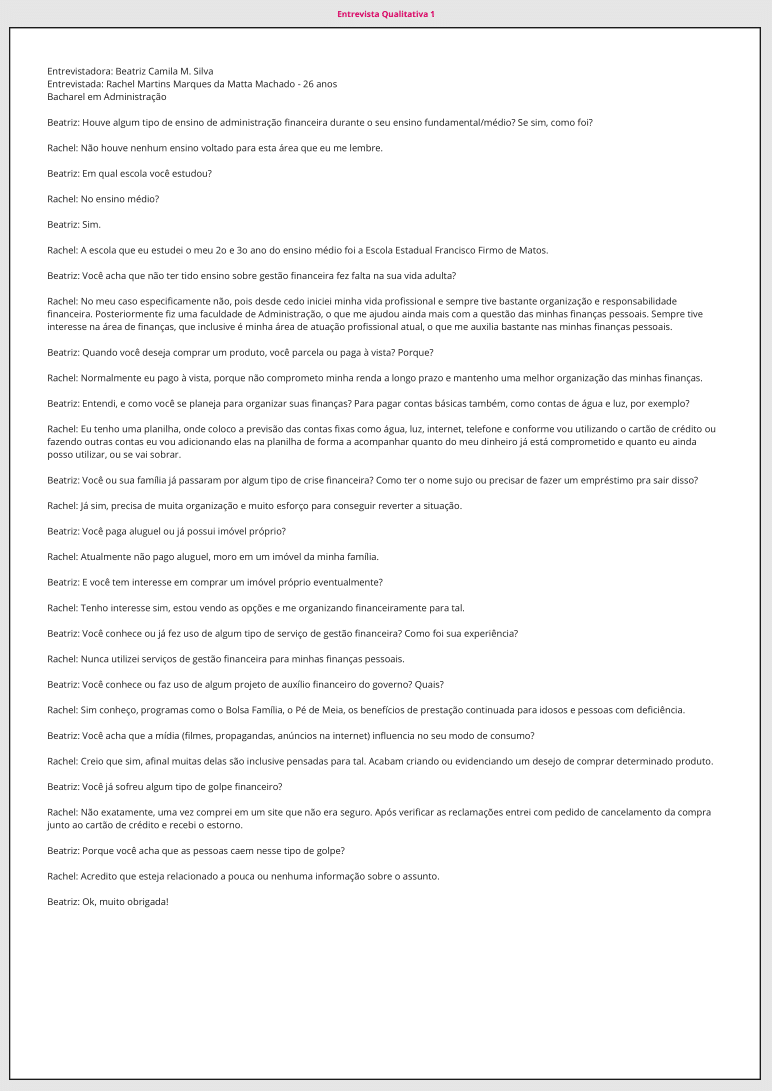 Entrevista Qualitativa 1
Entrevistadora: Beatriz Camila M. Silva
Entrevistada: Rachel Martins Marques da Matta Machado - 26 anos
Bacharel em Administração
Beatriz: Houve algum tipo de ensino de administração financeira durante o seu ensino fundamental/médio? Se sim, como foi?
Rachel: Não houve nenhum ensino voltado para esta área que eu me lembre.
Beatriz: Em qual escola você estudou?
Rachel: No ensino médio?
Beatriz: Sim.
Rachel: A escola que eu estudei o meu 2o e 3o ano do ensino médio foi a Escola Estadual Francisco Firmo de Matos.
Beatriz: Você acha que não ter tido ensino sobre gestão financeira fez falta na sua vida adulta?
Rachel: No meu caso especificamente não, pois desde cedo iniciei minha vida profissional e sempre tive bastante organização e responsabilidade
financeira. Posteriormente fiz uma faculdade de Administração, o que me ajudou ainda mais com a questão das minhas finanças pessoais. Sempre tive
interesse na área de finanças, que inclusive é minha área de atuação profissional atual, o que me auxilia bastante nas minhas finanças pessoais.
Beatriz: Quando você deseja comprar um produto, você parcela ou paga à vista? Porque?
Rachel: Normalmente eu pago à vista, porque não comprometo minha renda a longo prazo e mantenho uma melhor organização das minhas finanças.
Beatriz: Entendi, e como você se planeja para organizar suas finanças? Para pagar contas básicas também, como contas de água e luz, por exemplo?
Rachel: Eu tenho uma planilha, onde coloco a previsão das contas fixas como água, luz, internet, telefone e conforme vou utilizando o cartão de crédito ou
fazendo outras contas eu vou adicionando elas na planilha de forma a acompanhar quanto do meu dinheiro já está comprometido e quanto eu ainda
posso utilizar, ou se vai sobrar.
Beatriz: Você ou sua família já passaram por algum tipo de crise financeira? Como ter o nome sujo ou precisar de fazer um empréstimo pra sair disso?
Rachel: Já sim, precisa de muita organização e muito esforço para conseguir reverter a situação.
Beatriz: Você paga aluguel ou já possui imóvel próprio?
Rachel: Atualmente não pago aluguel, moro em um imóvel da minha família.
Beatriz: E você tem interesse em comprar um imóvel próprio eventualmente?
Rachel: Tenho interesse sim, estou vendo as opções e me organizando financeiramente para tal.
Beatriz: Você conhece ou já fez uso de algum tipo de serviço de gestão financeira? Como foi sua experiência?
Rachel: Nunca utilizei serviços de gestão financeira para minhas finanças pessoais.
Beatriz: Você conhece ou faz uso de algum projeto de auxílio financeiro do governo? Quais?
Rachel: Sim conheço, programas como o Bolsa Família, o Pé de Meia, os benefícios de prestação continuada para idosos e pessoas com deficiência.
Beatriz: Você acha que a mídia (filmes, propagandas, anúncios na internet) influencia no seu modo de consumo?
Rachel: Creio que sim, afinal muitas delas são inclusive pensadas para tal. Acabam criando ou evidenciando um desejo de comprar determinado produto.
Beatriz: Você já sofreu algum tipo de golpe financeiro?
Rachel: Não exatamente, uma vez comprei em um site que não era seguro. Após verificar as reclamações entrei com pedido de cancelamento da compra
junto ao cartão de crédito e recebi o estorno.
Beatriz: Porque você acha que as pessoas caem nesse tipo de golpe?
Rachel: Acredito que esteja relacionado a pouca ou nenhuma informação sobre o assunto.
Beatriz: Ok, muito obrigada!